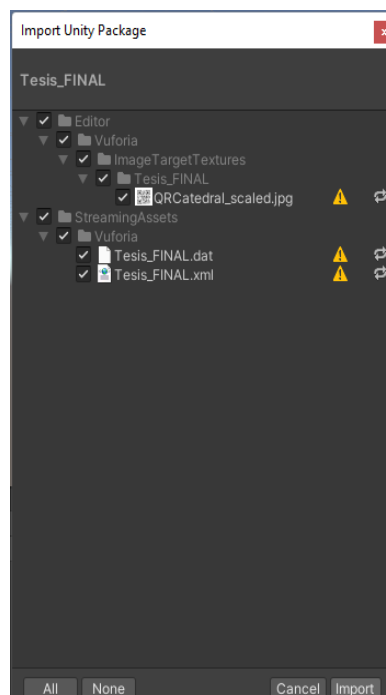 Import Unity Package
Tesis_FINAL
Editor
Vuforia
ImageTargetTextures
Tesis_FINAL
QRCatedral_scaled.jpg
StreamingAssets
Vuforia
Tesis_FINAL.dat
Tesis_FINAL.xml
All None Cancel Import